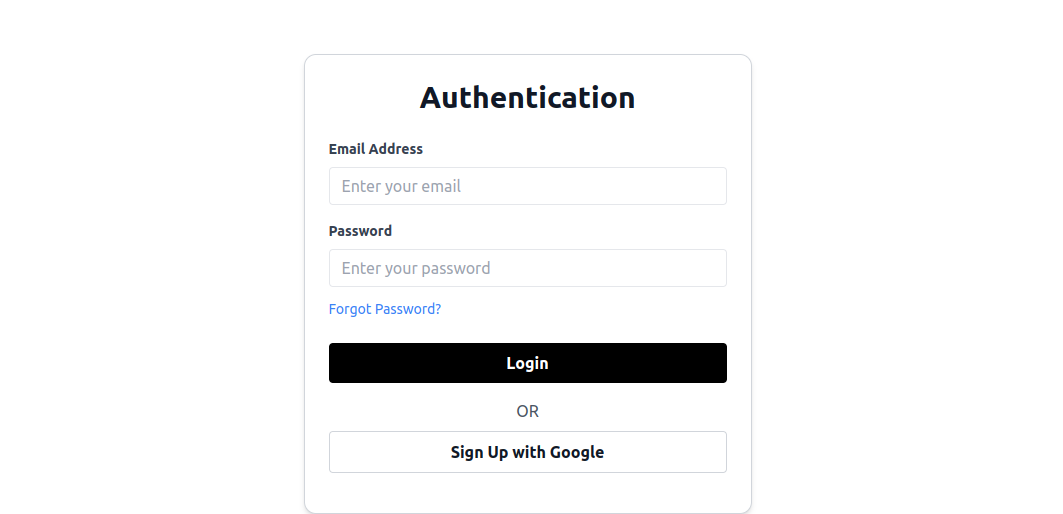 Authentication
Email Address
Enter your email
Password
Enter your password
Forgot Password?
Login
OR
Sign Up with Google